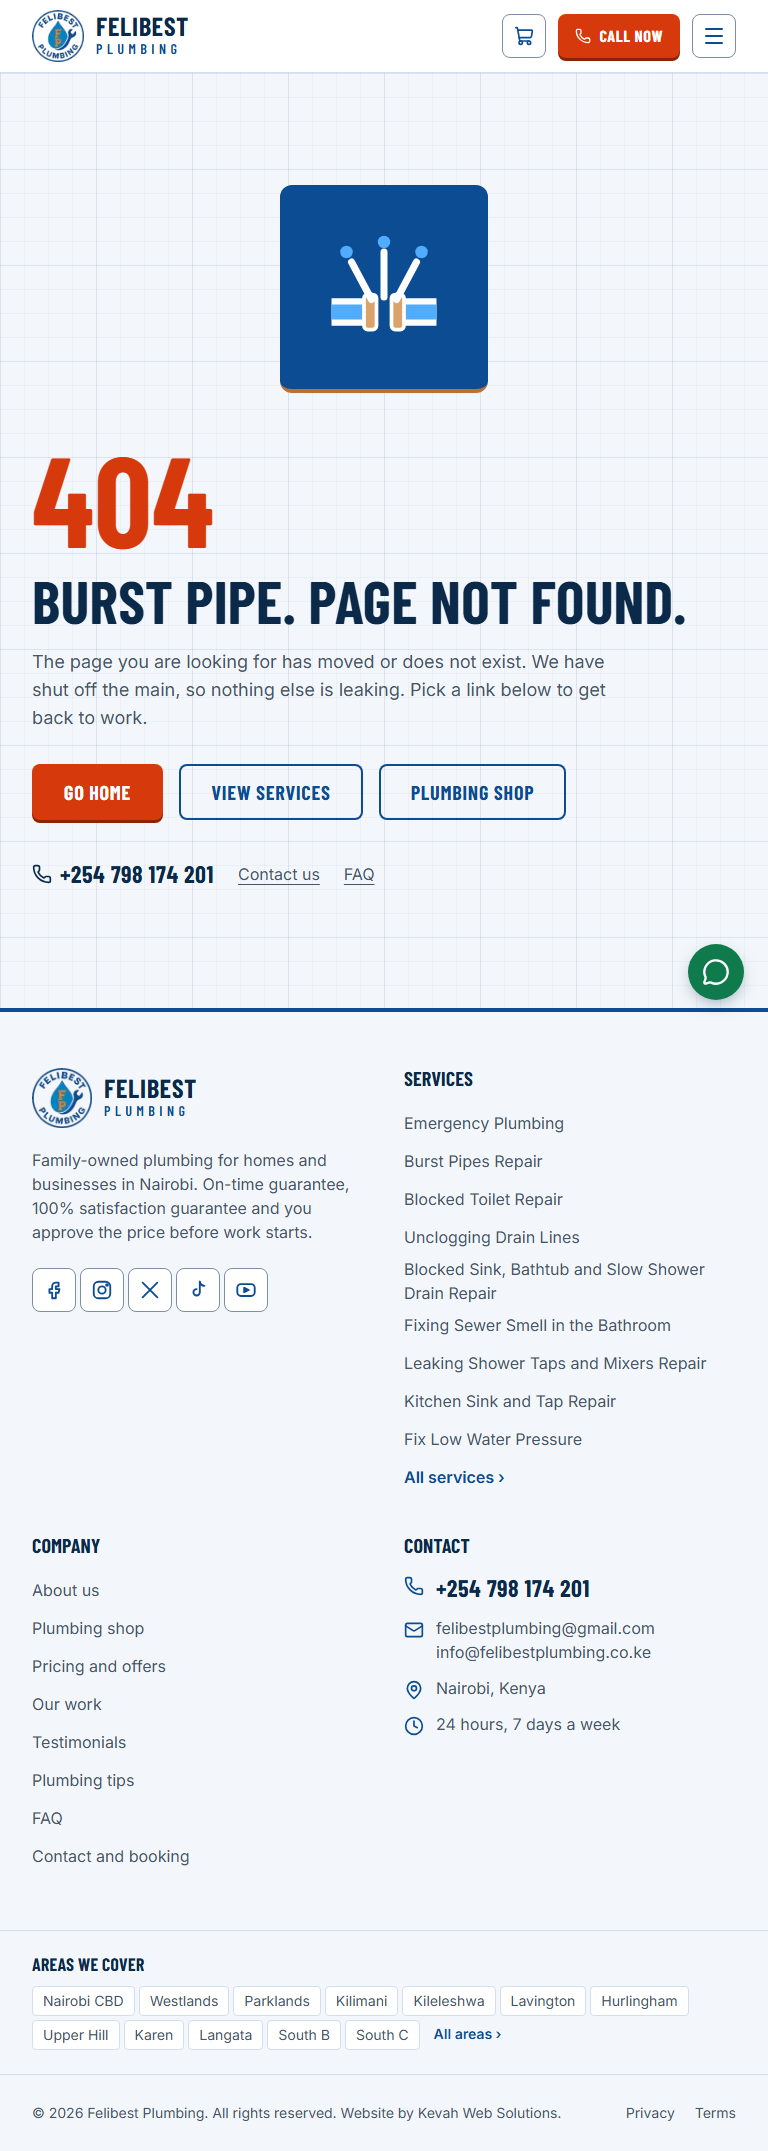 FELIBEST
PLUMBING
FELIBEST
PLUMBING
CALL NOW
404
BURST PIPE. PAGE NOT FOUND.
The page you are looking for has moved or does not exist. We have
shut off the main, so nothing else is leaking. Pick a link below to get
back to work.
GO HOME
VIEW SERVICES
PLUMBING SHOP
+254 798 174 201
Contact us
FAQ
FELIBEST
PLUMBING
FELIBEST
PLUMBING
Family-owned plumbing for homes and
businesses in Nairobi. On-time guarantee,
100% satisfaction guarantee and you
approve the price before work starts.
SERVICES
Emergency Plumbing
Burst Pipes Repair
Blocked Toilet Repair
Unclogging Drain Lines
Blocked Sink, Bathtub and Slow Shower
Drain Repair
Fixing Sewer Smell in the Bathroom
Leaking Shower Taps and Mixers Repair
Kitchen Sink and Tap Repair
Fix Low Water Pressure
All services ›
COMPANY
About us
Plumbing shop
Pricing and offers
Our work
Testimonials
Plumbing tips
FAQ
Contact and booking
CONTACT
+254 798 174 201
felibestplumbing@gmail.com
info@felibestplumbing.co.ke
Nairobi, Kenya
24 hours, 7 days a week
AREAS WE COVER
Nairobi CBD
Westlands
Parklands
Kilimani
Kileleshwa
Lavington
Hurlingham
Upper Hill
Karen
Langata
South B
South C
All areas ›
© 2026 Felibest Plumbing. All rights reserved. Website by Kevah Web Solutions.
Privacy
Terms